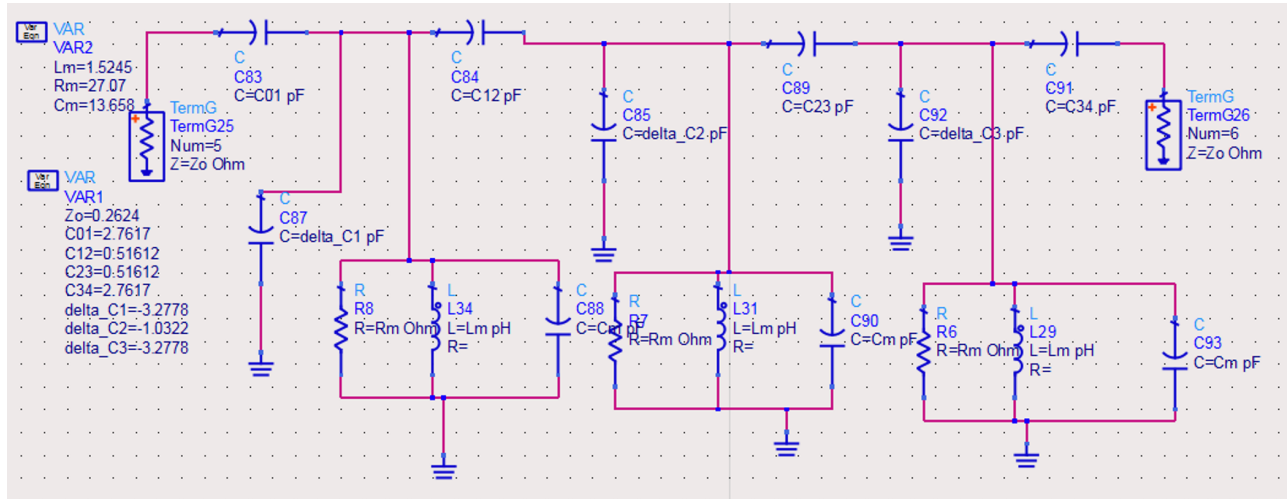 Var
Eqn
VAR
VAR2
Lm=1.5245
Rm=27.07
Cm=13.658
TermG
TermG25
Num=5
Z=Zo Ohm
Var
Eqn
VAR
VAR1
Zo=0.2624
C01=2.7617
C12=0.51612
C23=0.51612
C34=2.7617
delta_C1=-3.2778
delta_C2=-1.0322
delta_C3=-3.2778
C
C83
C=C01 pF
C
C84
C=C12 pF
C
C85
C=delta_C2 pF
C
C89
C=C23 pF
C
C92
C=delta_C3 pF
C
C91
C=C34 pF
TermG
TermG26
Num=6
Z=Zo Ohm
C
C87
C=delta_C1 pF
R
R8
R=Rm Ohm
L
L34
L=Lm pH
R=
C
C88
C=Cm pF
R
R7
R=Rm Ohm
L
L31
L=Lm pH
R=
C
C90
C=Cm pF
R
R6
R=Rm Ohm
L
L29
L=Lm pH
R=
C
C93
C=Cm pF